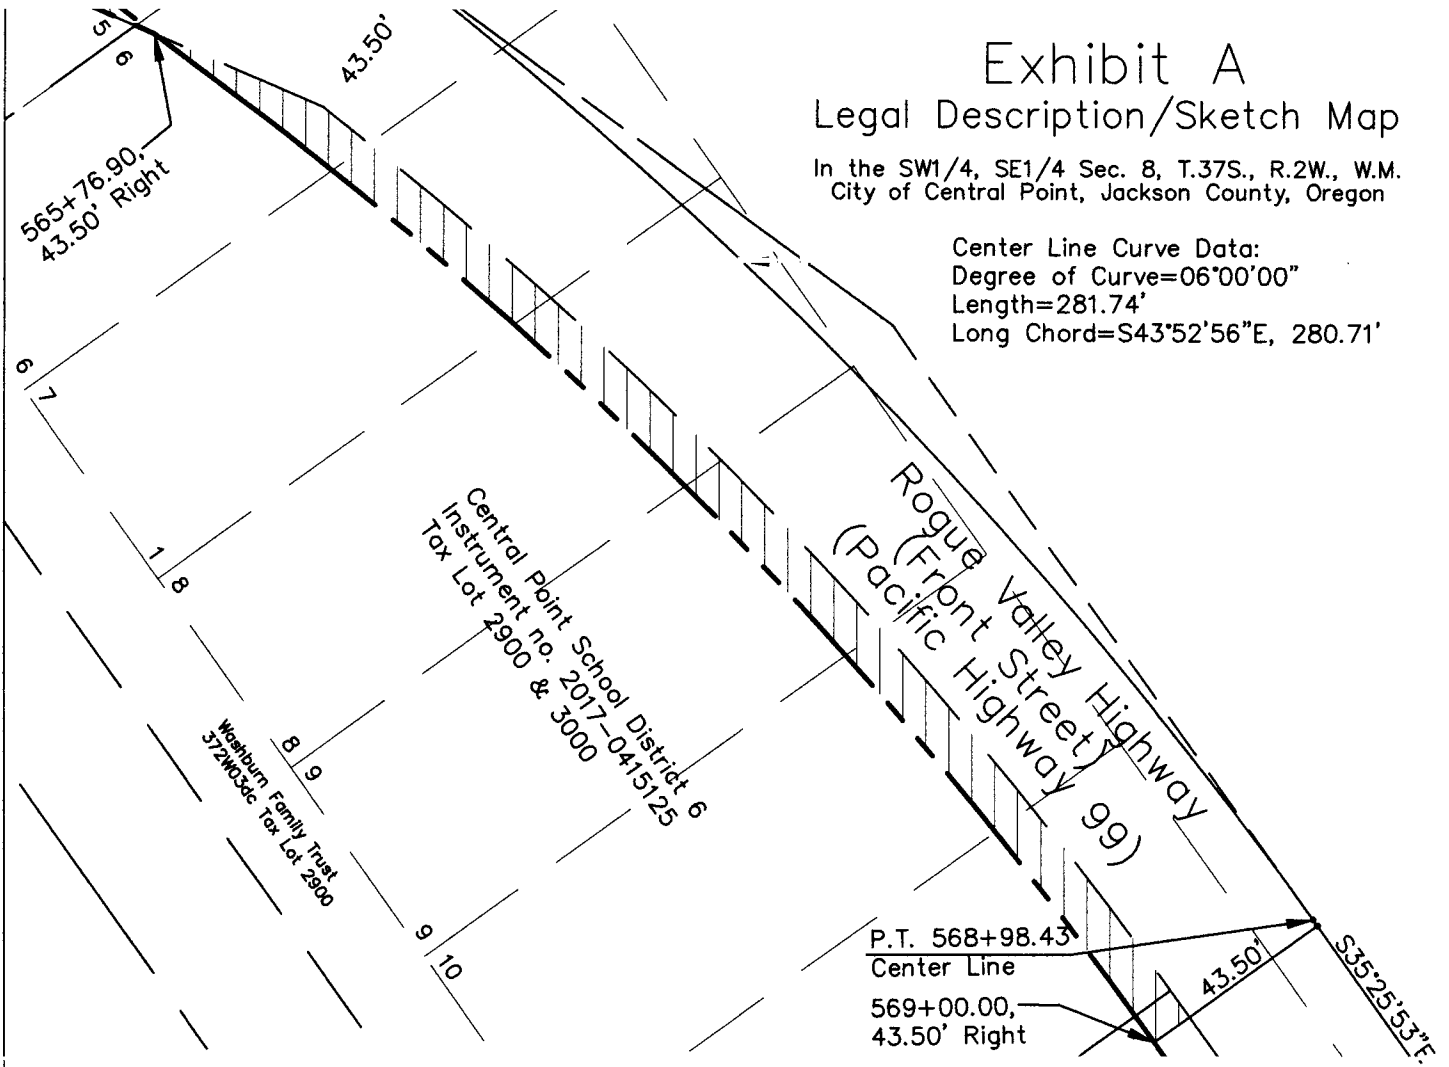 Exhibit A
Legal Description/Sketch Map
In the SW1/4, SE1/4 Sec. 8, T.37S., R.2W., W.M.
City of Central Point, Jackson County, Oregon
Center Line Curve Data:
Degree of Curve=06°00'00"
Length=281.74'
Long Chord=S43°52'56"E, 280.71'
5
6
43.50'
565+76.90,
43.50' Right
6
7
1
8
8
9
9
10
Central Point School District 6
Instrument no. 2017-0415125
Tax Lot 2900 & 3000
Washburn Family Trust
372W03dc Tax Lot 2900
Rogue Valley Highway
(Front Street)
(Pacific Highway 99)
P.T. 568+98.43
Center Line
569+00.00,
43.50' Right
43.50'
S35°25'53"E